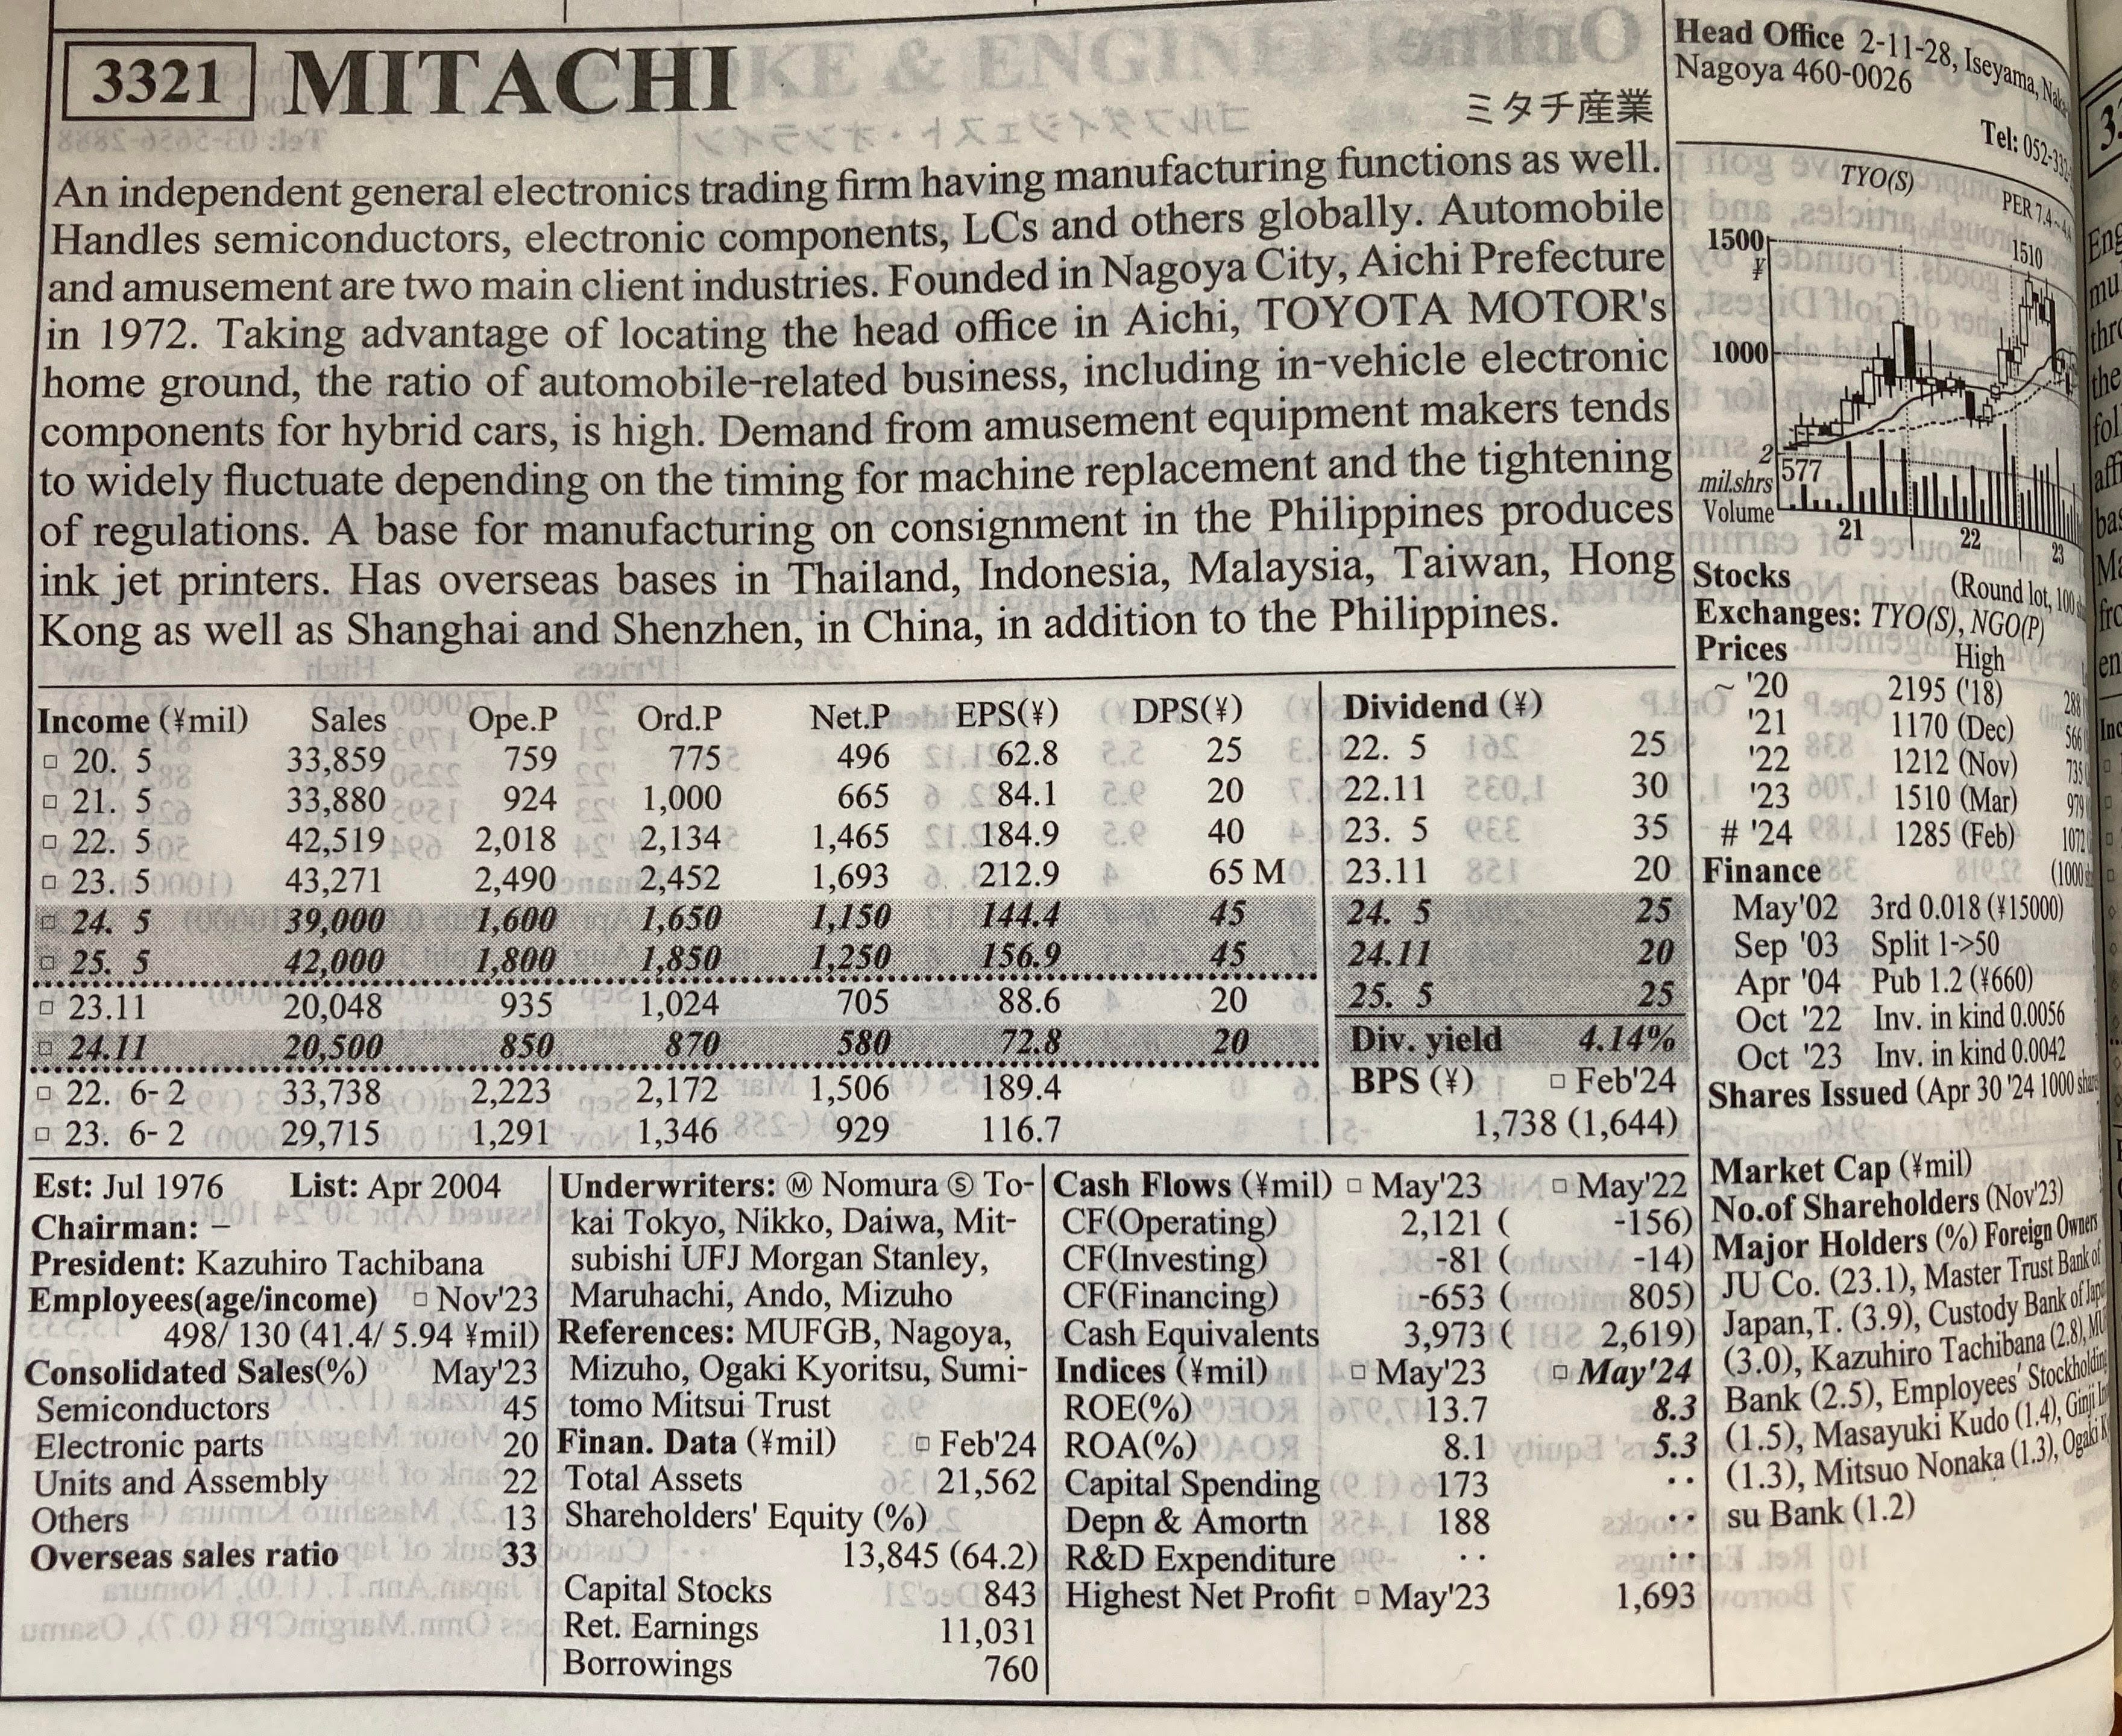 3321 MITACHI
ミタチ産業
An independent general electronics trading firm having manufacturing functions as well.
Handles semiconductors, electronic components, LCs and others globally. Automobile
and amusement are two main client industries. Founded in Nagoya City, Aichi Prefecture
in 1972. Taking advantage of locating the head office in Aichi, TOYOTA MOTOR's
home ground, the ratio of automobile-related business, including in-vehicle electronic
components for hybrid cars, is high. Demand from amusement equipment makers tends
to widely fluctuate depending on the timing for machine replacement and the tightening
of regulations. A base for manufacturing on consignment in the Philippines produces
ink jet printers. Has overseas bases in Thailand, Indonesia, Malaysia, Taiwan, Hong
Kong as well as Shanghai and Shenzhen, in China, in addition to the Philippines.
Income (¥mil) Sales Ope.P Ord.P Net.P EPS(¥) DPS(¥)
□ 20. 5 33,859 759 775 496 62.8 25
□ 21. 5 33,880 924 1,000 665 84.1 20
□ 22. 5 42,519 2,018 2,134 1,465 184.9 40
□ 23. 5 43,271 2,490 2,452 1,693 212.9 65 M
□ 24. 5 39,000 1,600 1,650 1,150 144.4 45
□ 25. 5 42,000 1,800 1,850 1,250 156.9 45
□ 23.11 20,048 935 1,024 705 88.6 20
□ 24.11 20,500 850 870 580 72.8 20
□ 22. 6- 2 33,738 2,223 2,172 1,506 189.4
□ 23. 6- 2 29,715 1,291 1,346 929 116.7
Dividend (¥)
22. 5 25
22.11 30
23. 5 35
23.11 20
24. 5 25
24.11 20
25. 5 25
Div. yield 4.14%
BPS (¥) □ Feb'24
1,738 (1,644)
Est: Jul 1976 List: Apr 2004
Chairman: –
President: Kazuhiro Tachibana
Employees(age/income) □ Nov'23
498/ 130 (41.4/ 5.94 ¥mil)
Consolidated Sales(%) May'23
Semiconductors 45
Electronic parts 20
Units and Assembly 22
Others 13
Overseas sales ratio 33
Underwriters: Ⓜ Nomura Ⓢ To-
kai Tokyo, Nikko, Daiwa, Mit-
subishi UFJ Morgan Stanley,
Maruhachi, Ando, Mizuho
References: MUFGB, Nagoya,
Mizuho, Ogaki Kyoritsu, Sumi-
tomo Mitsui Trust
Finan. Data (¥mil) □ Feb'24
Total Assets 21,562
Shareholders' Equity (%)
13,845 (64.2)
Capital Stocks 843
Ret. Earnings 11,031
Borrowings 760
Cash Flows (¥mil) □ May'23 □ May'22
CF(Operating) 2,121 ( -156)
CF(Investing) -81 ( -14)
CF(Financing) -653 ( 805)
Cash Equivalents 3,973 ( 2,619)
Indices (¥mil) □ May'23 □ May'24
ROE(%) 13.7 8.3
ROA(%) 8.1 5.3
Capital Spending 173 ··
Depn & Amortn 188 ··
R&D Expenditure ·· ··
Highest Net Profit □ May'23 1,693
Head Office 2-11-28, Iseyama,
Nagoya 460-0026
Tel: 052-332
TYO(S)
PER 7.4~4
1500
¥
1510
1000
2
577
mil.shrs
Volume
21 22 23
Stocks (Round lot, 100
Exchanges: TYO(S), NGO(P)
Prices High
~ '20 2195 ('18) 288
'21 1170 (Dec) 566
'22 1212 (Nov) 735
'23 1510 (Mar) 979
# '24 1285 (Feb) 1072
Finance (1000
May'02 3rd 0.018 (¥15000)
Sep '03 Split 1->50
Apr '04 Pub 1.2 (¥660)
Oct '22 Inv. in kind 0.0056
Oct '23 Inv. in kind 0.0042
Shares Issued (Apr 30 '24 1000
Market Cap (¥mil)
No.of Shareholders (Nov'23)
Major Holders (%) Foreign Owners
JU Co. (23.1), Master Trust Bank of
Japan,T. (3.9), Custody Bank of
(3.0), Kazuhiro Tachibana (2.8),
Bank (2.5), Employees' Stockholding
(1.5), Masayuki Kudo (1.4), Ginji
(1.3), Mitsuo Nonaka (1.3), Ogaki
su Bank (1.2)